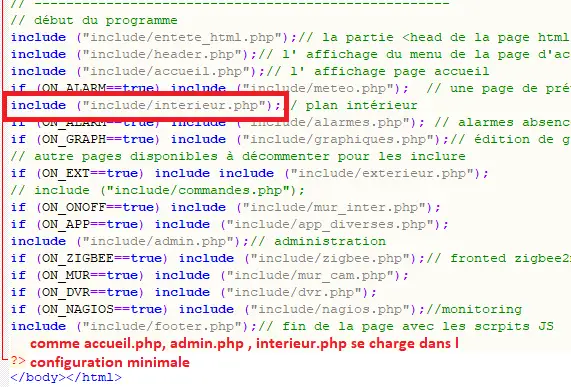 // début du programme
include ("include/entete_html.php");// la partie <head de la page html
include ("include/header.php");// l' affichage du menu de la page d'ac
include ("include/accueil.php");// l' affichage page accueil
if (ON_ALARM==true) include ("include/meteo.php");  // une page de pré
include ("include/interieur.php");// plan intérieur
if (ON_ALARM==true) include ("include/alarmes.php"); // alarmes absenc
if (ON_GRAPH==true) include ("include/graphiques.php");// édition de g
// autre pages disponibles à décommenter pour les inclure
if (ON_EXT==true) include include ("include/exterieur.php");
// include ("include/commandes.php");
if (ON_ONOFF==true) include ("include/mur_inter.php");
if (ON_APP==true) include ("include/app_diverses.php");
include ("include/admin.php");// administration
if (ON_ZIGBEE==true) include ("include/zigbee.php");// fronted zigbee2
if (ON_MUR==true) include ("include/mur_cam.php");
if (ON_DVR==true) include ("include/dvr.php");
if (ON_NAGIOS==true) include ("include/nagios.php");//monitoring
include ("include/footer.php");// fin de la page avec les scrpits JS
comme accueil.php, admin.php , interieur.php se charge dans l
?> configuration minimale
</body></html>